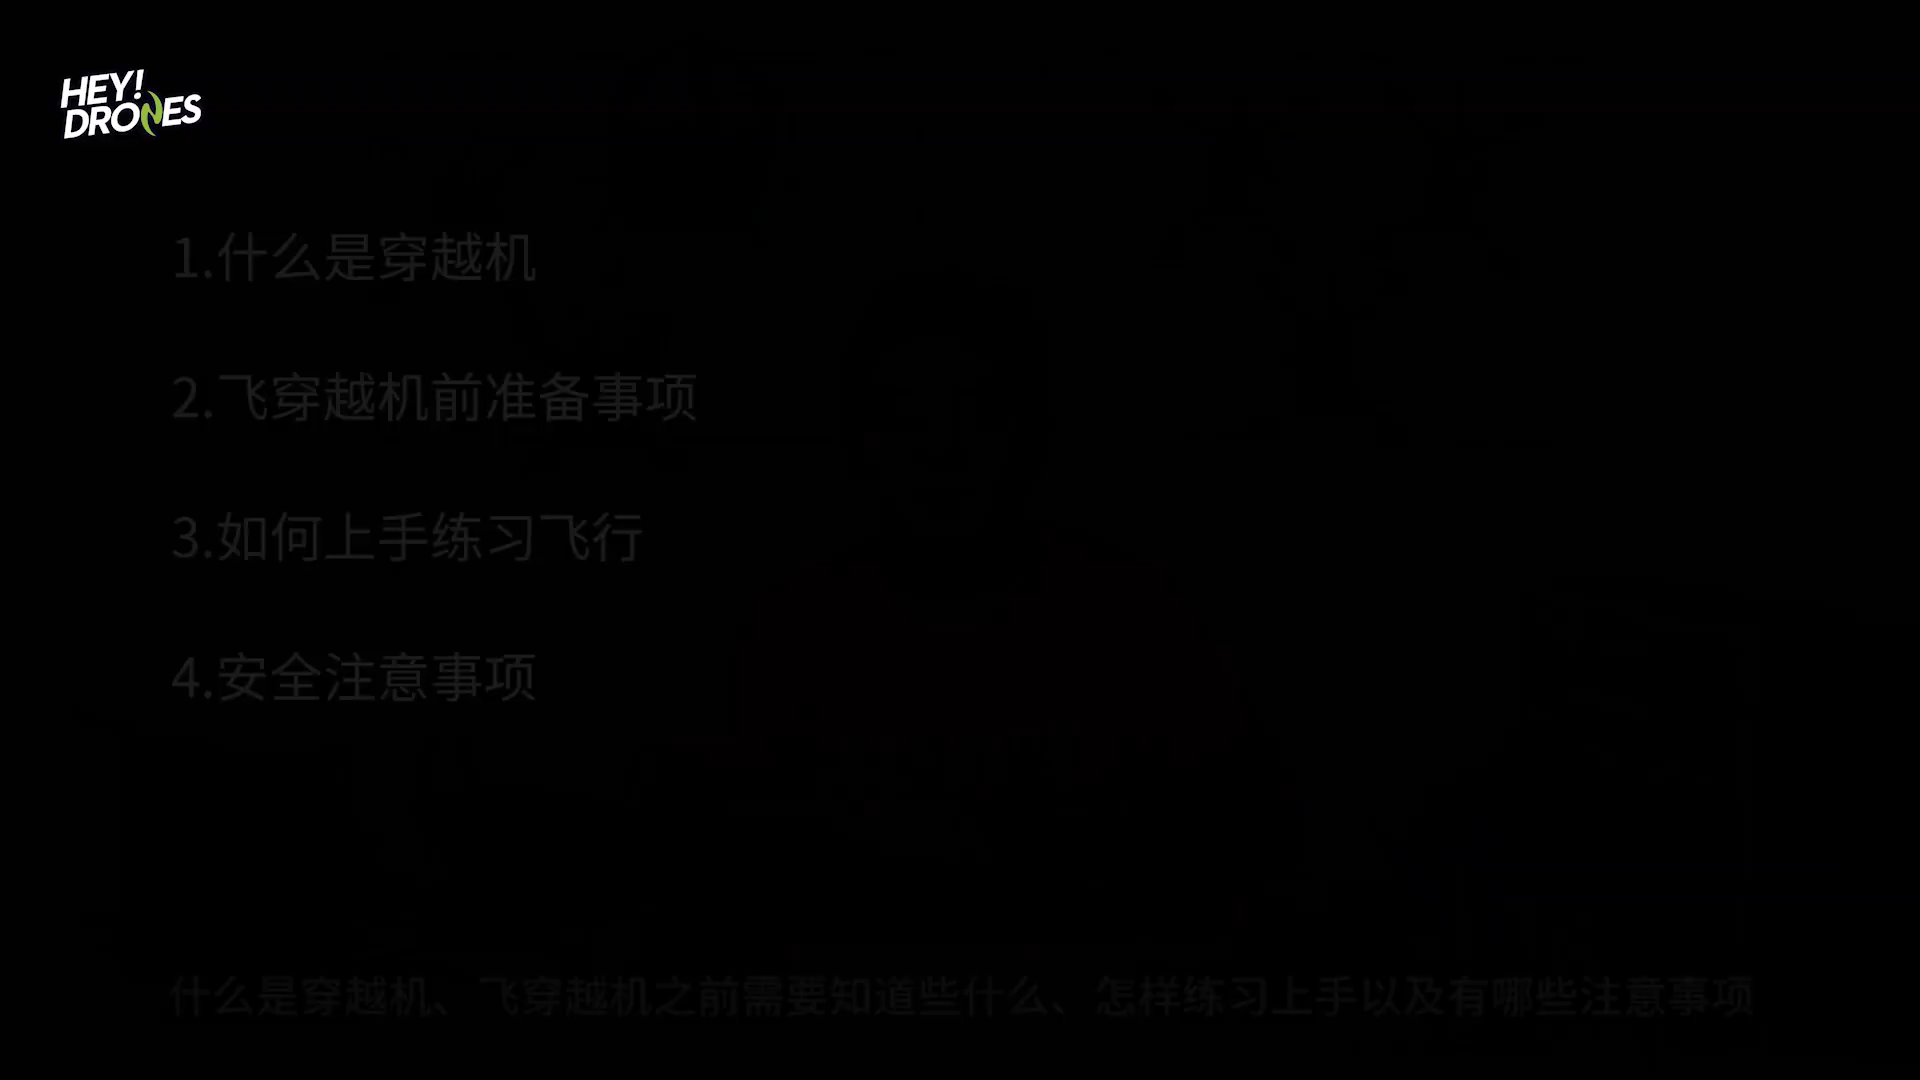 HEY!
DRONES
1.什么是穿越机
2.飞穿越机前准备事项
3.如何上手练习飞行
4.安全注意事项
什么是穿越机、飞穿越机之前需要知道些什么、怎样练习上手以及有哪些注意事项